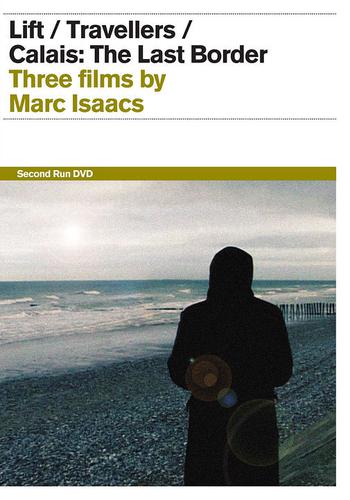 Lift / Travellers /
Calais: The Last Border
Three films by
Marc Isaacs
Second Run DVD